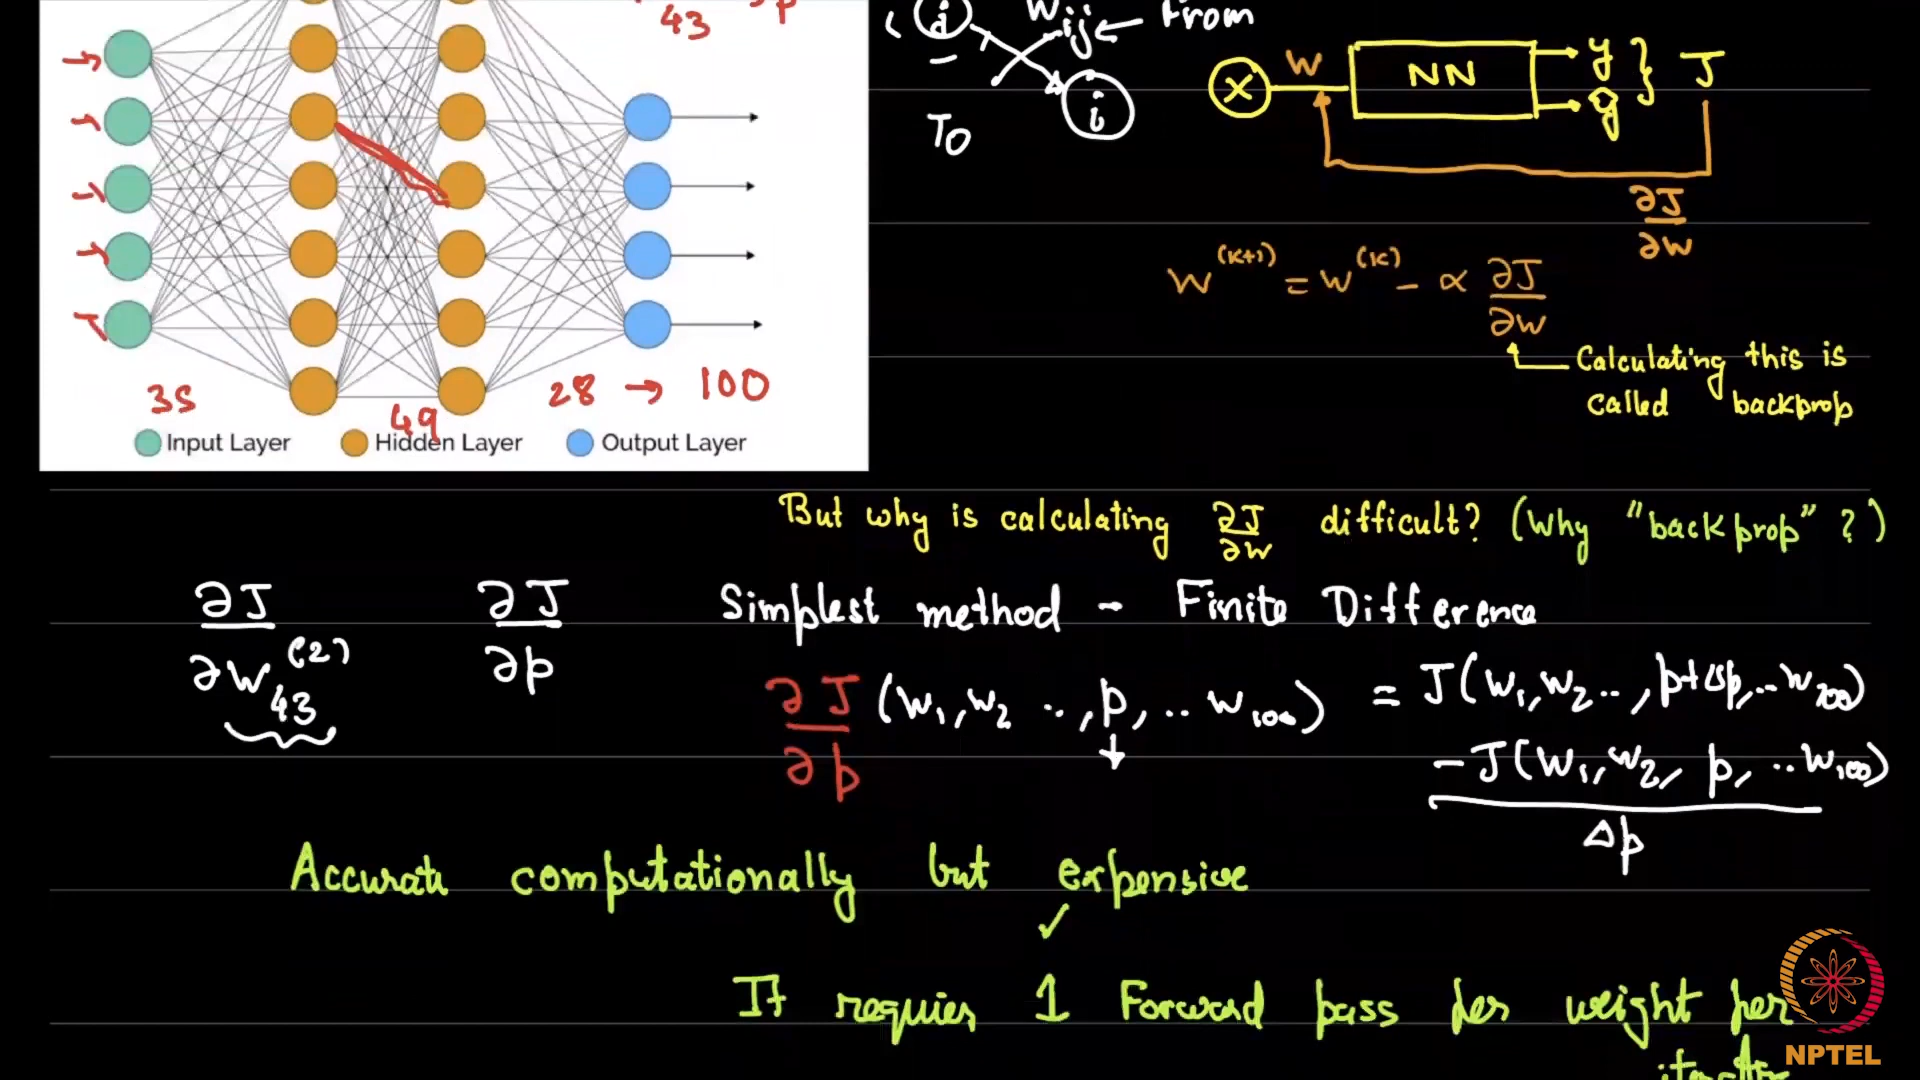 43
P
Wij ← From
j
i
To
X W NN y ŷ } J
∂J/∂w
w^(k+1) = w^(k) - α ∂J/∂w
Calculating this is
called backprop
35
49
28 → 100
Input Layer Hidden Layer Output Layer
But why is calculating ∂J/∂w difficult? (Why "backprop"?)
∂J/∂w43^(2) ∂J/∂p Simplest method - Finite Difference
∂J/∂p (w1,w2 ..,p,.. w100) = J(w1,w2..,p+Δp,..w100)
-J(w1,w2, p, ..w100)
Δp
Accurate computationally but expensive
✓
It requires 1 Forward pass per weight per
NPTEL